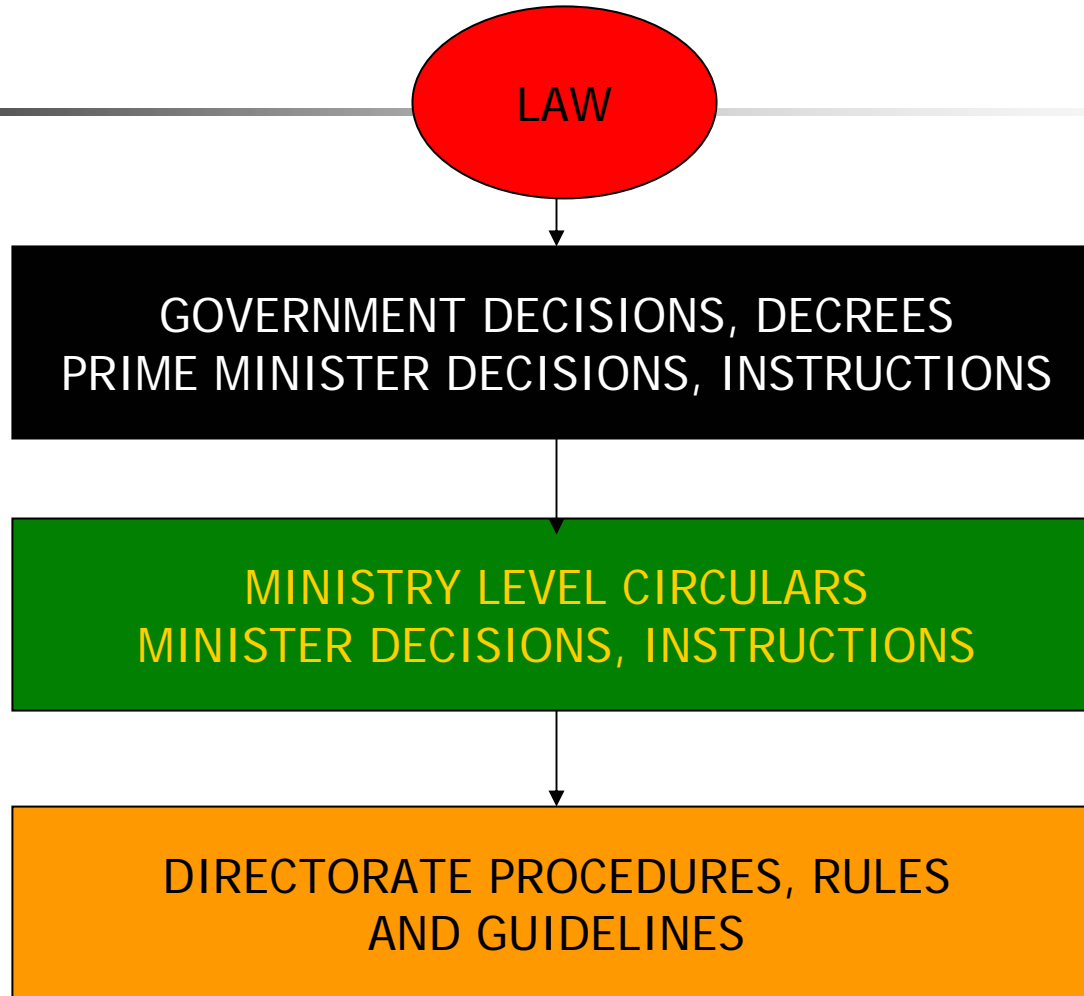 LAW
GOVERNMENT DECISIONS, DECREES
PRIME MINISTER DECISIONS, INSTRUCTIONS
MINISTRY LEVEL CIRCULARS
MINISTER DECISIONS, INSTRUCTIONS
DIRECTORATE PROCEDURES, RULES
AND GUIDELINES